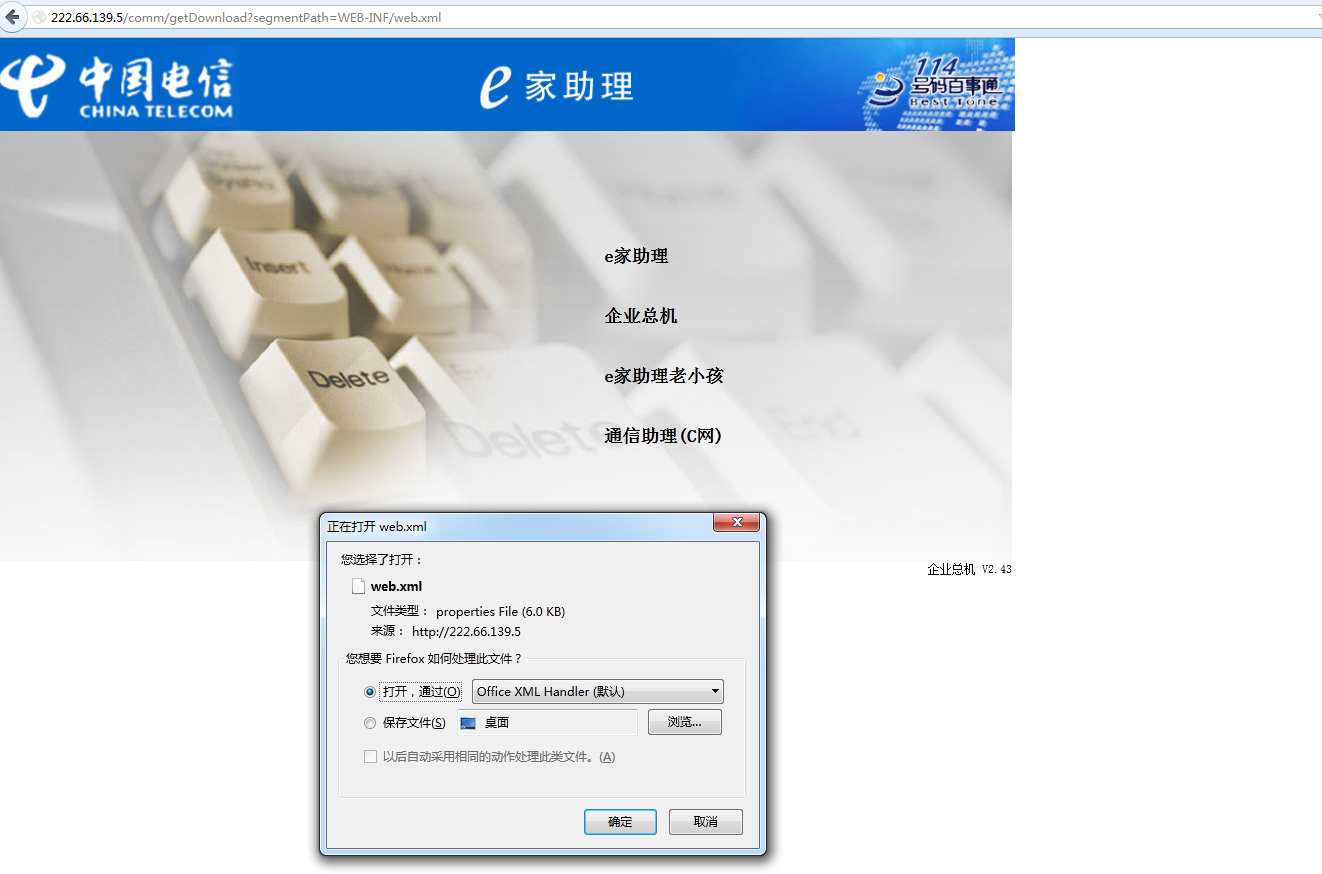 222.66.139.5/comm/getDownload?segmentPath=WEB-INF/web.xml
中国电信
CHINA TELECOM
e 家助理
114
号码百事通
Best Tone
Insert
Home
Delete
End
Delete
End
e家助理
企业总机
e家助理老小孩
通信助理(C网)
企业总机 V2.43
正在打开 web.xml
您选择了打开：
web.xml
文件类型： properties File (6.0 KB)
来源： http://222.66.139.5
您想要 Firefox 如何处理此文件？
打开，通过(O) Office XML Handler (默认)
保存文件(S) 桌面 浏览...
以后自动采用相同的动作处理此类文件。(A)
确定 取消